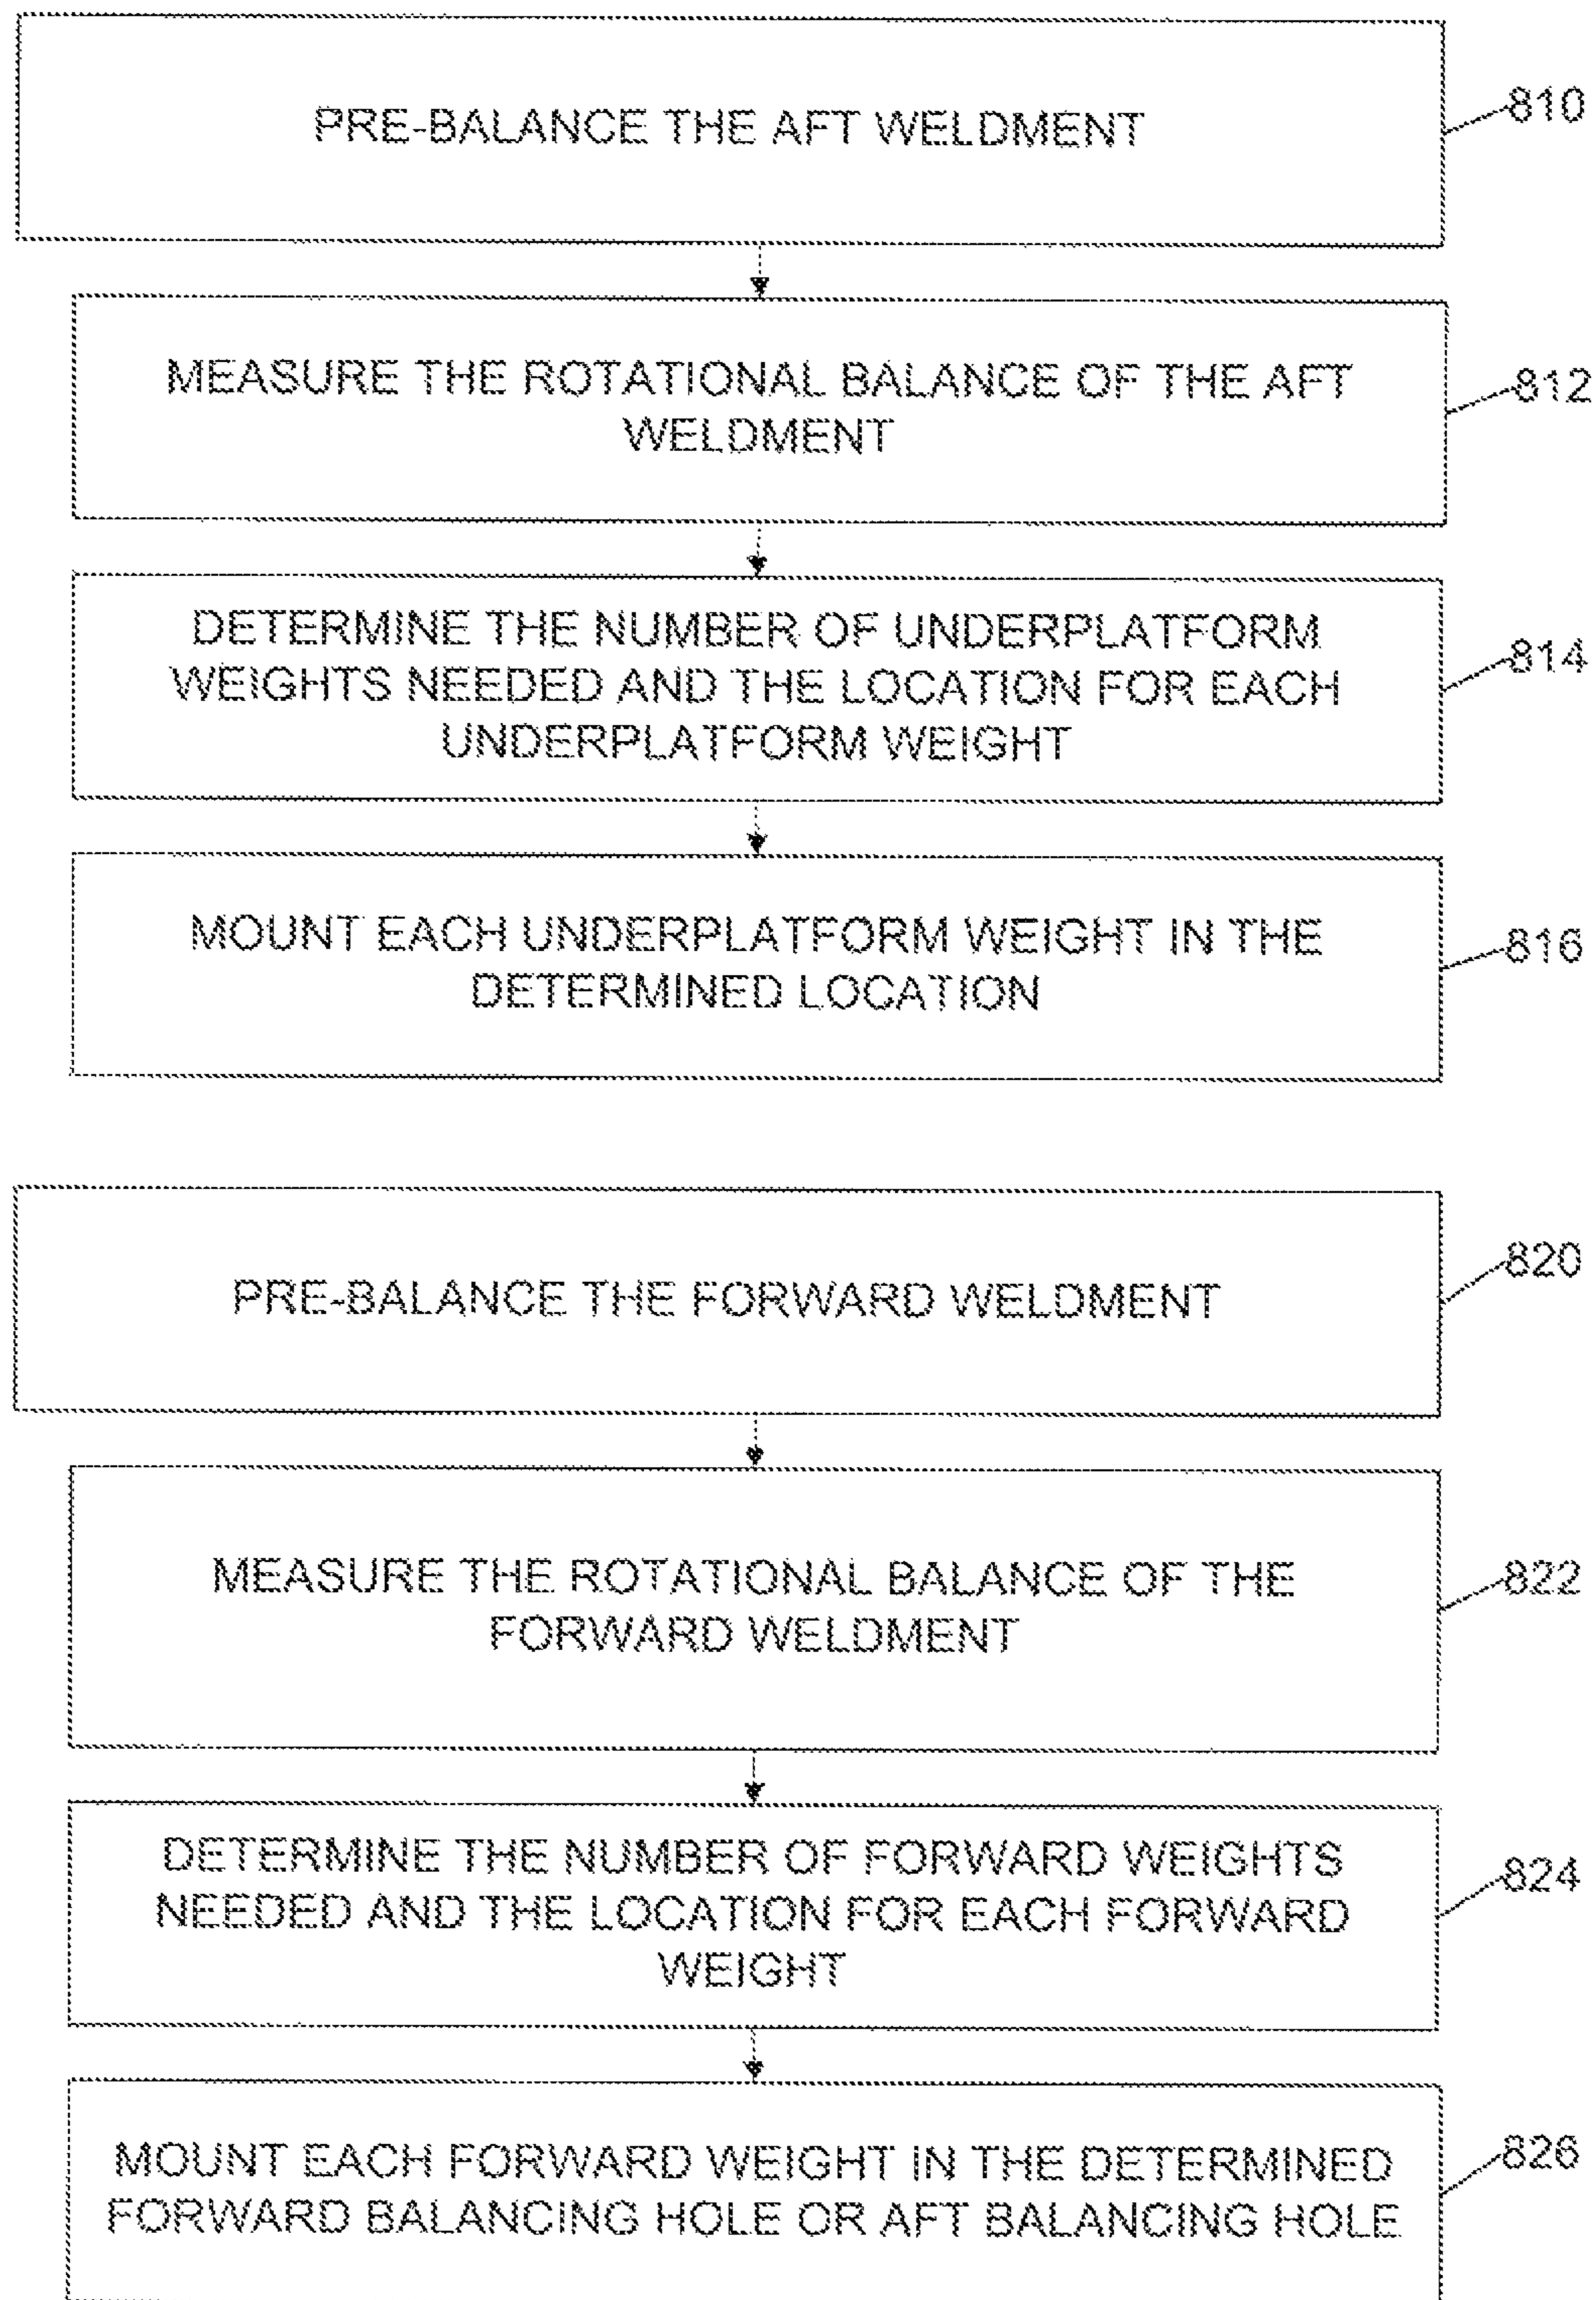 PRE-BALANCE THE AFT WELDMENT
810
MEASURE THE ROTATIONAL BALANCE OF THE AFT
WELDMENT
812
DETERMINE THE NUMBER OF UNDERPLATFORM
WEIGHTS NEEDED AND THE LOCATION FOR EACH
UNDERPLATFORM WEIGHT
814
MOUNT EACH UNDERPLATFORM WEIGHT IN THE
DETERMINED LOCATION
816
PRE-BALANCE THE FORWARD WELDMENT
820
MEASURE THE ROTATIONAL BALANCE OF THE
FORWARD WELDMENT
822
DETERMINE THE NUMBER OF FORWARD WEIGHTS
NEEDED AND THE LOCATION FOR EACH FORWARD
WEIGHT
824
MOUNT EACH FORWARD WEIGHT IN THE DETERMINED
FORWARD BALANCING HOLE OR AFT BALANCING HOLE
826